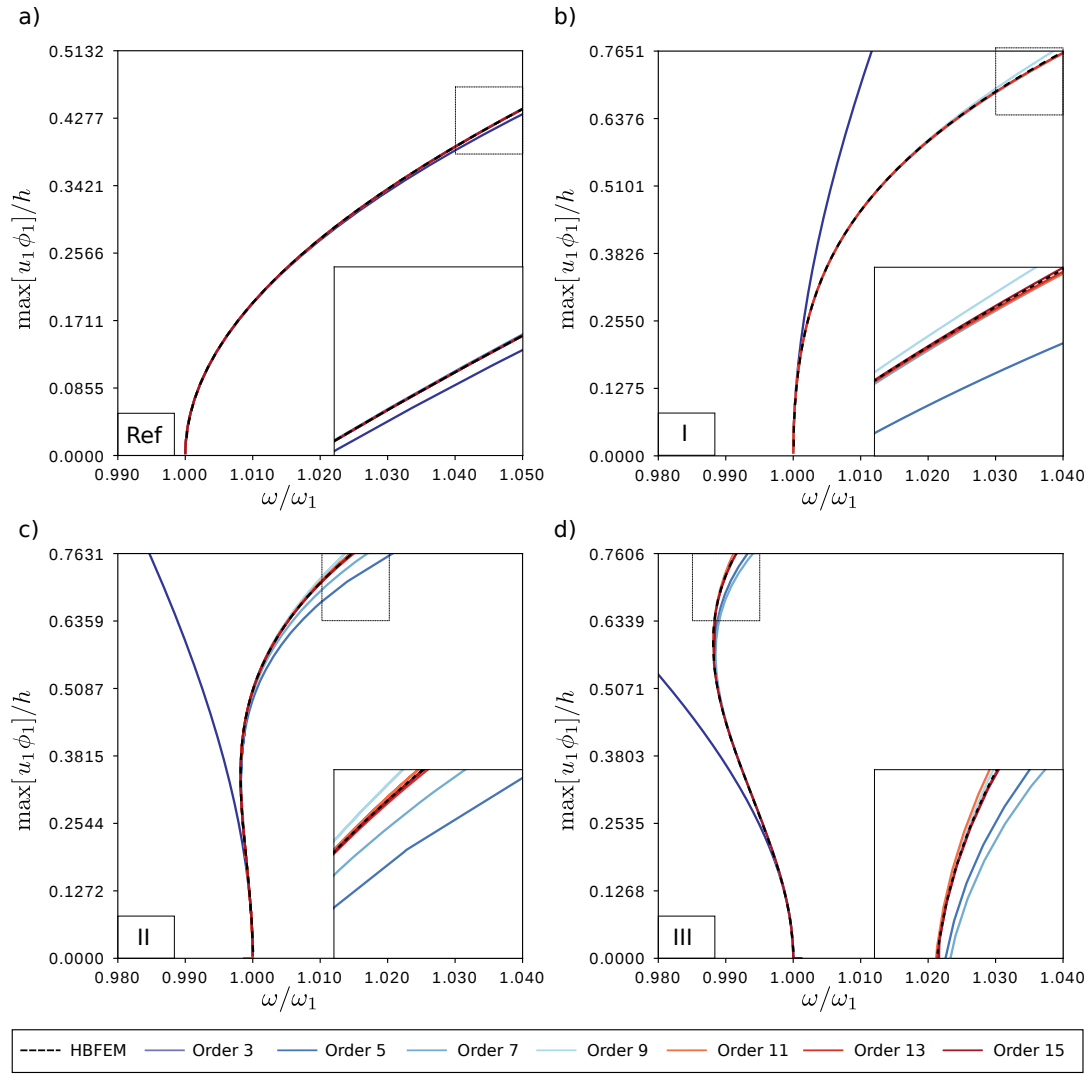 a)
0.5132
0.4277
0.3421
0.2566
0.1711
0.0855
0.0000
max[u₁ϕ₁]/h
Ref
0.990 1.000 1.010 1.020 1.030 1.040 1.050
ω/ω₁
b)
0.7651
0.6376
0.5101
0.3826
0.2550
0.1275
0.0000
max[u₁ϕ₁]/h
I
0.980 0.990 1.000 1.010 1.020 1.030 1.040
ω/ω₁
c)
0.7631
0.6359
0.5087
0.3815
0.2544
0.1272
0.0000
max[u₁ϕ₁]/h
II
0.980 0.990 1.000 1.010 1.020 1.030 1.040
ω/ω₁
d)
0.7606
0.6339
0.5071
0.3803
0.2535
0.1268
0.0000
max[u₁ϕ₁]/h
III
0.980 0.990 1.000 1.010 1.020 1.030 1.040
ω/ω₁
HBFEM Order 3 Order 5 Order 7 Order 9 Order 11 Order 13 Order 15